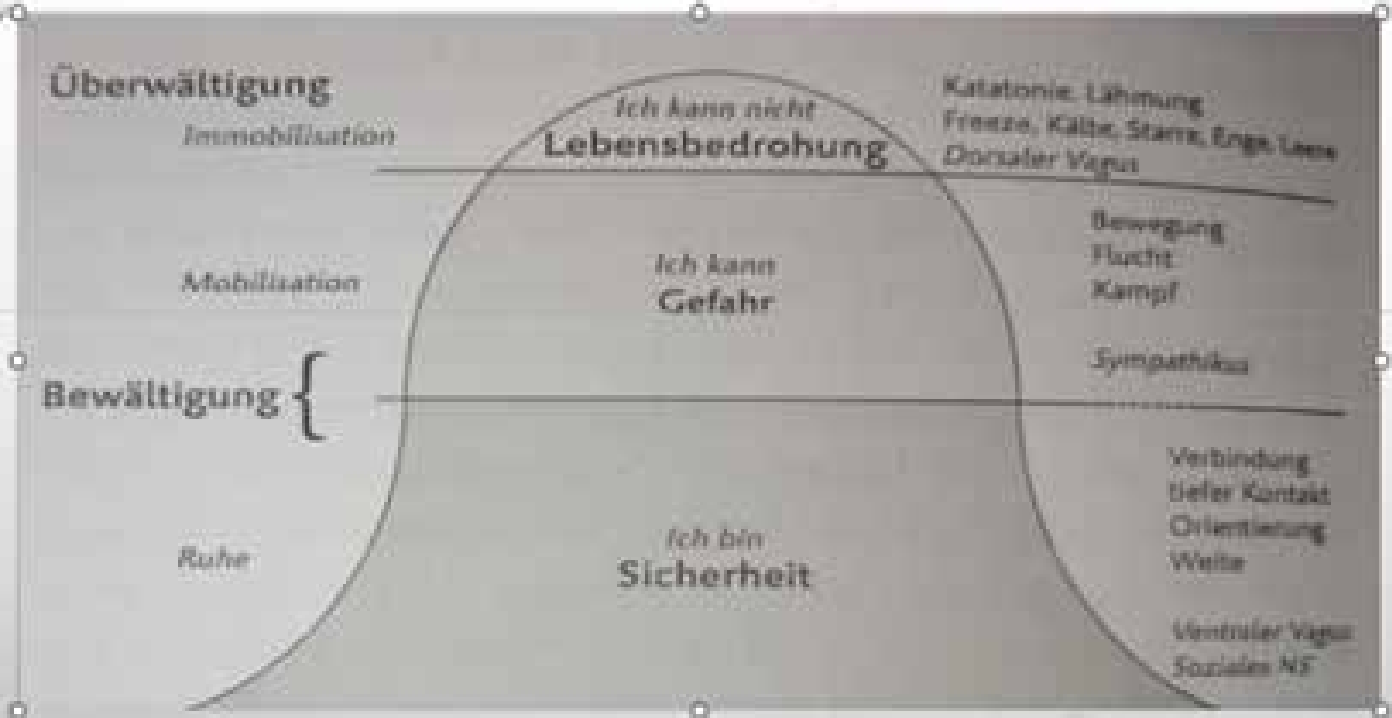 Überwältigung
Immobilisation
Ich kann nicht
Lebensbedrohung
Katatonie, Lähmung
Freeze, Kälte, Starre, Enge, Leere
Dorsaler Vagus
Mobilisation
Ich kann
Gefahr
Bewegung
Flucht
Kampf
Sympathikus
Bewältigung
Ruhe
Ich bin
Sicherheit
Verbindung
tiefer Kontakt
Orientierung
Weite
Ventraler Vagus
Soziales NS